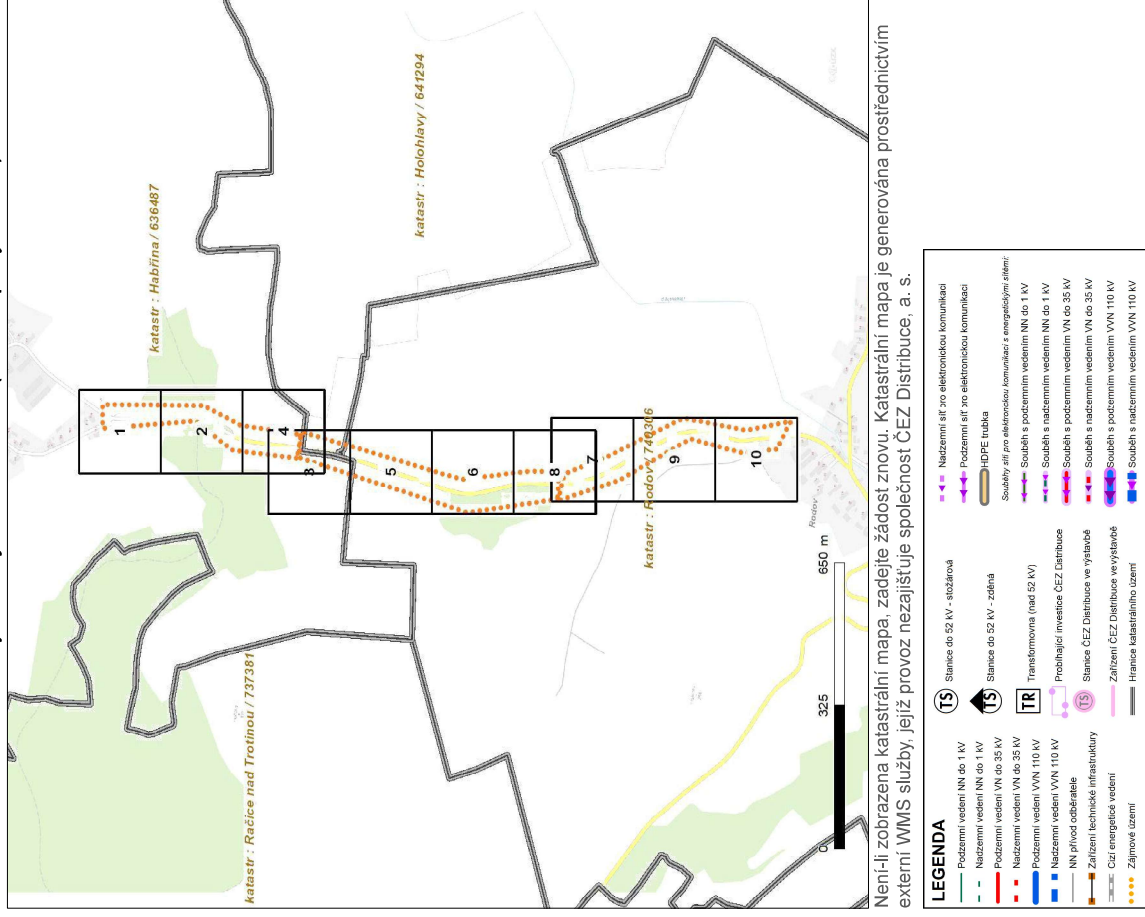 katastr : Habřina / 636487
katastr : Holohlavy / 641294
katastr : Račice nad Trotinou / 737381
katastr : Rodov / 740306
1
2
3
4
5
6
7
8
9
10
Rodov
0
325
650 m
Není-li zobrazena katastrální mapa, zadejte žádost znovu. Katastrální mapa je generována prostřednictvím
externí WMS služby, jejíž provoz nezajišťuje společnost ČEZ Distribuce, a. s.
LEGENDA
Podzemní vedení NN do 1 kV
Nadzemní vedení NN do 1 kV
Podzemní vedení VN do 35 kV
Nadzemní vedení VN do 35 kV
Podzemní vedení VVN 110 kV
Nadzemní vedení VVN 110 kV
NN přívod odběratele
Zařízení technické infrastruktury
Cizí energetické vedení
Zájmové území
TS Stanice do 52 kV - stožárová
TS Stanice do 52 kV - zděná
TR Transformovna (nad 52 kV)
Probíhající investice ČEZ Distribuce
TS Stanice ČEZ Distribuce ve výstavbě
Zařízení ČEZ Distribuce ve výstavbě
Hranice katastrálního území
Nadzemní síť pro elektronickou komunikaci
Podzemní síť pro elektronickou komunikaci
HDPE trubka
Souběhy sítí pro elektronickou komunikaci s energetickými sítěmi:
Souběh s podzemním vedením NN do 1 kV
Souběh s nadzemním vedením NN do 1 kV
Souběh s podzemním vedením VN do 35 kV
Souběh s nadzemním vedením VN do 35 kV
Souběh s podzemním vedením VVN 110 kV
Souběh s nadzemním vedením VVN 110 kV